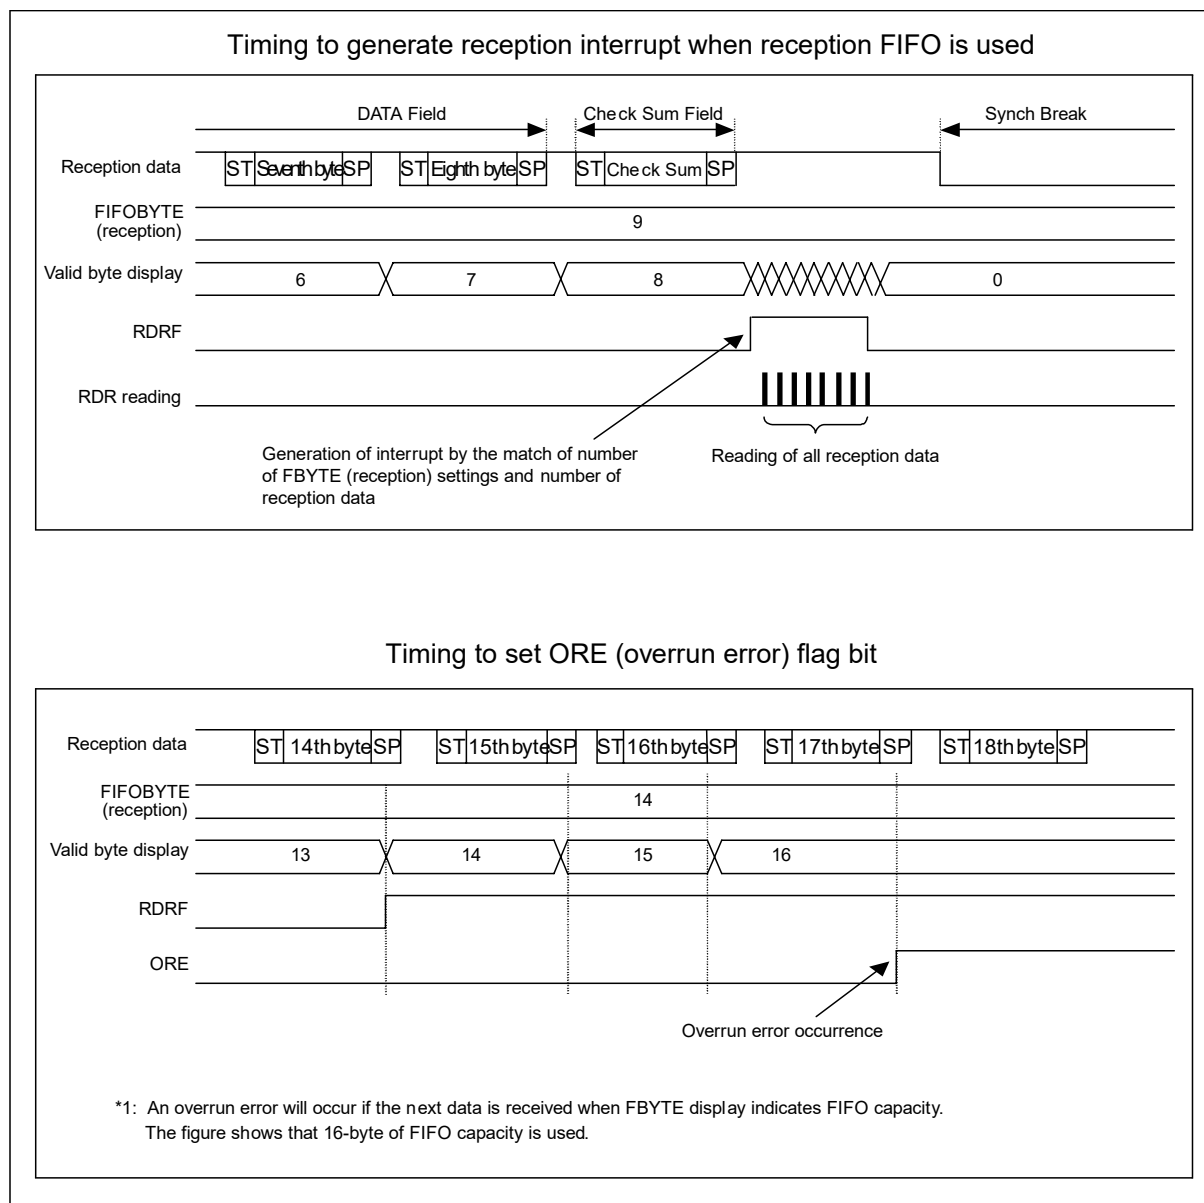 Timing to generate reception interrupt when reception FIFO is used
DATA Field Check Sum Field Synch Break
Reception data ST Seventh byte SP ST Eighth byte SP ST Check Sum SP
FIFOBYTE
(reception) 9
Valid byte display 6 7 8 0
RDRF
RDR reading
Generation of interrupt by the match of number
of FBYTE (reception) settings and number of
reception data
Reading of all reception data
Timing to set ORE (overrun error) flag bit
Reception data ST 14th byte SP ST 15th byte SP ST 16th byte SP ST 17th byte SP ST 18th byte SP
FIFOBYTE
(reception) 14
Valid byte display 13 14 15 16
RDRF
ORE
Overrun error occurrence
*1: An overrun error will occur if the next data is received when FBYTE display indicates FIFO capacity.
The figure shows that 16-byte of FIFO capacity is used.